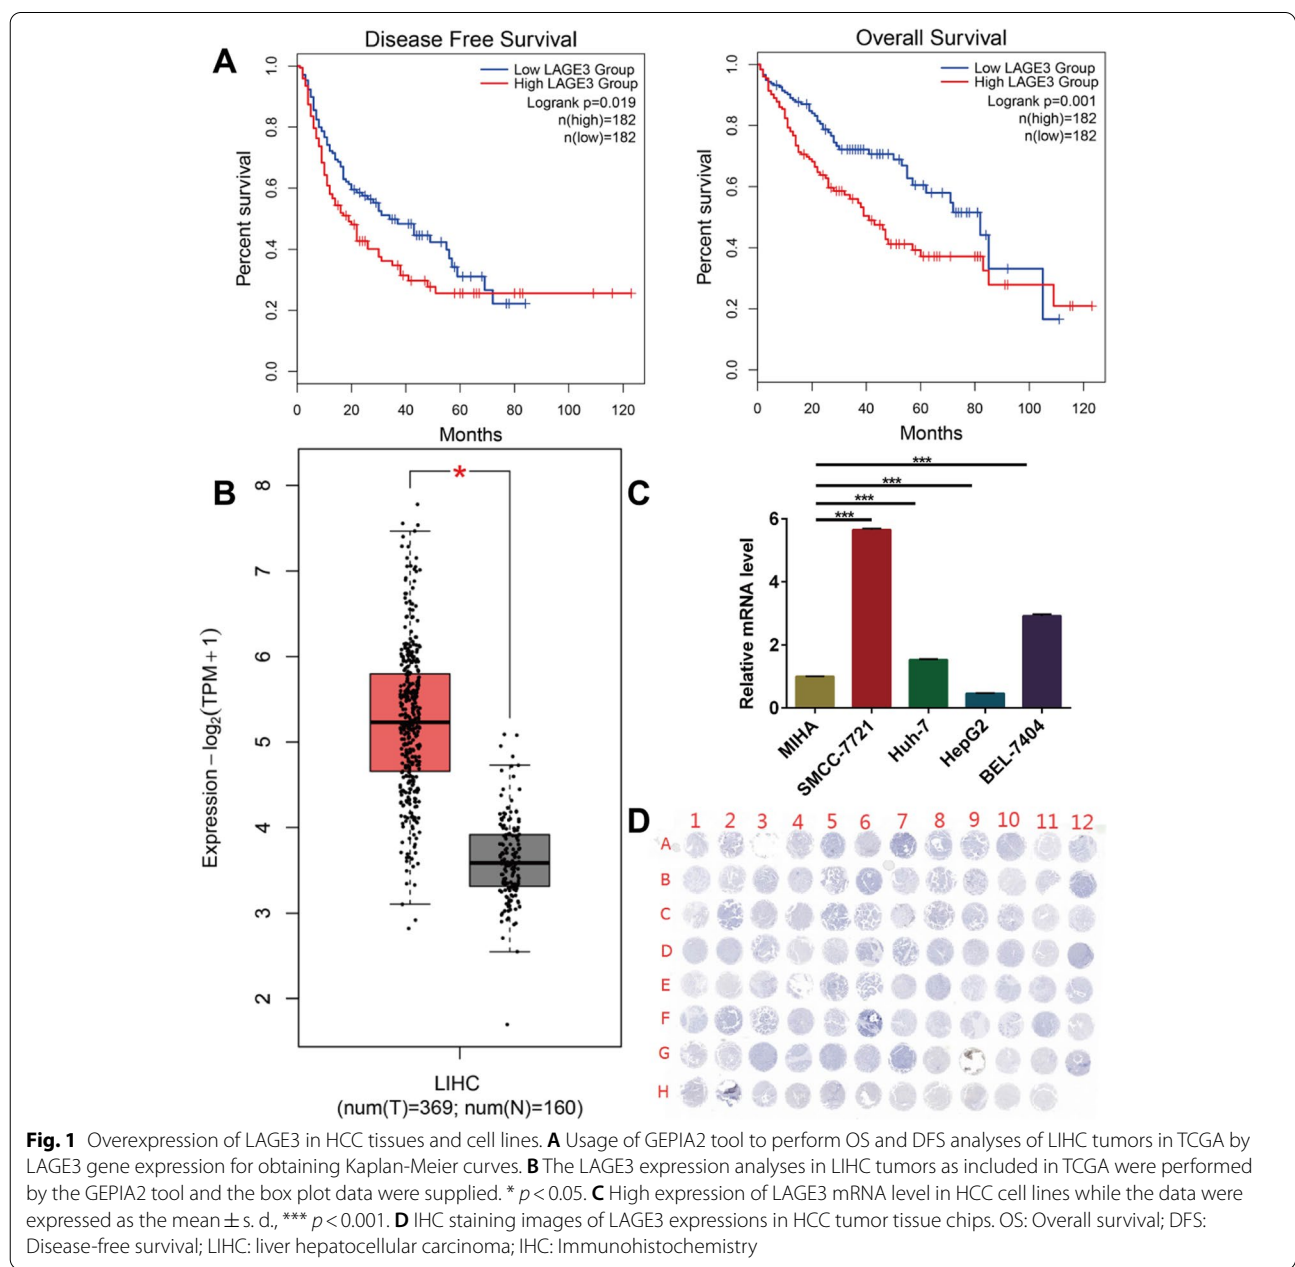 A
Disease Free Survival
Low LAGE3 Group
High LAGE3 Group
Logrank p=0.019
n(high)=182
n(low)=182
Percent survival
1.0
0.8
0.6
0.4
0.2
0.0
0 20 40 60 80 100 120
Months
Overall Survival
Low LAGE3 Group
High LAGE3 Group
Logrank p=0.001
n(high)=182
n(low)=182
Percent survival
1.0
0.8
0.6
0.4
0.2
0.0
0 20 40 60 80 100 120
Months
B
*
Expression – log₂(TPM+1)
8
7
6
5
4
3
2
LIHC
(num(T)=369; num(N)=160)
C
***
***
***
***
Relative mRNA level
6
4
2
0
MIHA
SMCC-7721
Huh-7
HepG2
BEL-7404
D
1 2 3 4 5 6 7 8 9 10 11 12
A
B
C
D
E
F
G
H
Fig. 1 Overexpression of LAGE3 in HCC tissues and cell lines. A Usage of GEPIA2 tool to perform OS and DFS analyses of LIHC tumors in TCGA by
LAGE3 gene expression for obtaining Kaplan-Meier curves. B The LAGE3 expression analyses in LIHC tumors as included in TCGA were performed
by the GEPIA2 tool and the box plot data were supplied. * p < 0.05. C High expression of LAGE3 mRNA level in HCC cell lines while the data were
expressed as the mean ± s. d., *** p < 0.001. D IHC staining images of LAGE3 expressions in HCC tumor tissue chips. OS: Overall survival; DFS:
Disease-free survival; LIHC: liver hepatocellular carcinoma; IHC: Immunohistochemistry